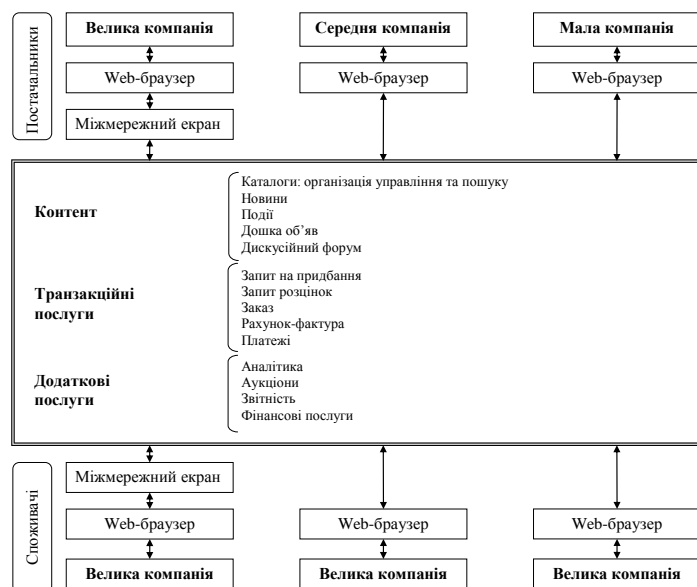 Постачальники
Велика компанія
Середня компанія
Мала компанія
Web-браузер
Web-браузер
Web-браузер
Міжмережний екран
Контент
Каталоги: організація управління та пошуку
Новини
Події
Дошка об’яв
Дискусійний форум
Транзакційні
послуги
Запит на придбання
Запит розцінок
Заказ
Рахунок-фактура
Платежі
Додаткові
послуги
Аналітика
Аукціони
Звітність
Фінансові послуги
Споживачі
Міжмережний екран
Web-браузер
Web-браузер
Web-браузер
Велика компанія
Велика компанія
Велика компанія